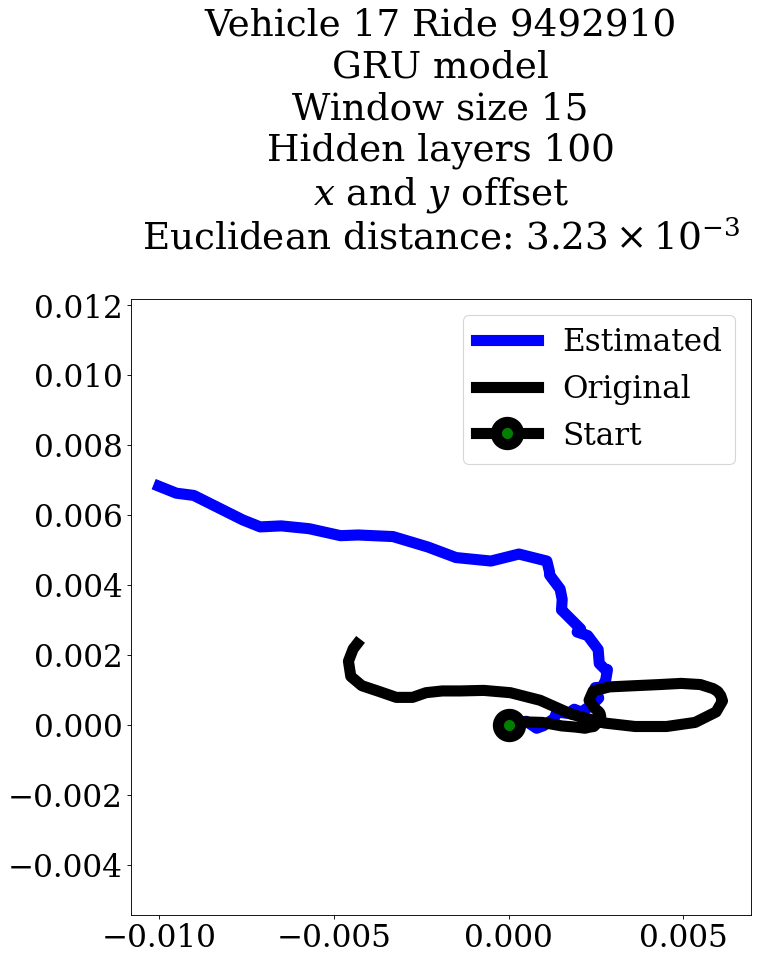 Vehicle 17 Ride 9492910
GRU model
Window size 15
Hidden layers 100
x and y offset
Euclidean distance: 3.23 × 10⁻³
Estimated
Original
Start
0.012
0.010
0.008
0.006
0.004
0.002
0.000
−0.002
−0.004
−0.010 −0.005 0.000 0.005